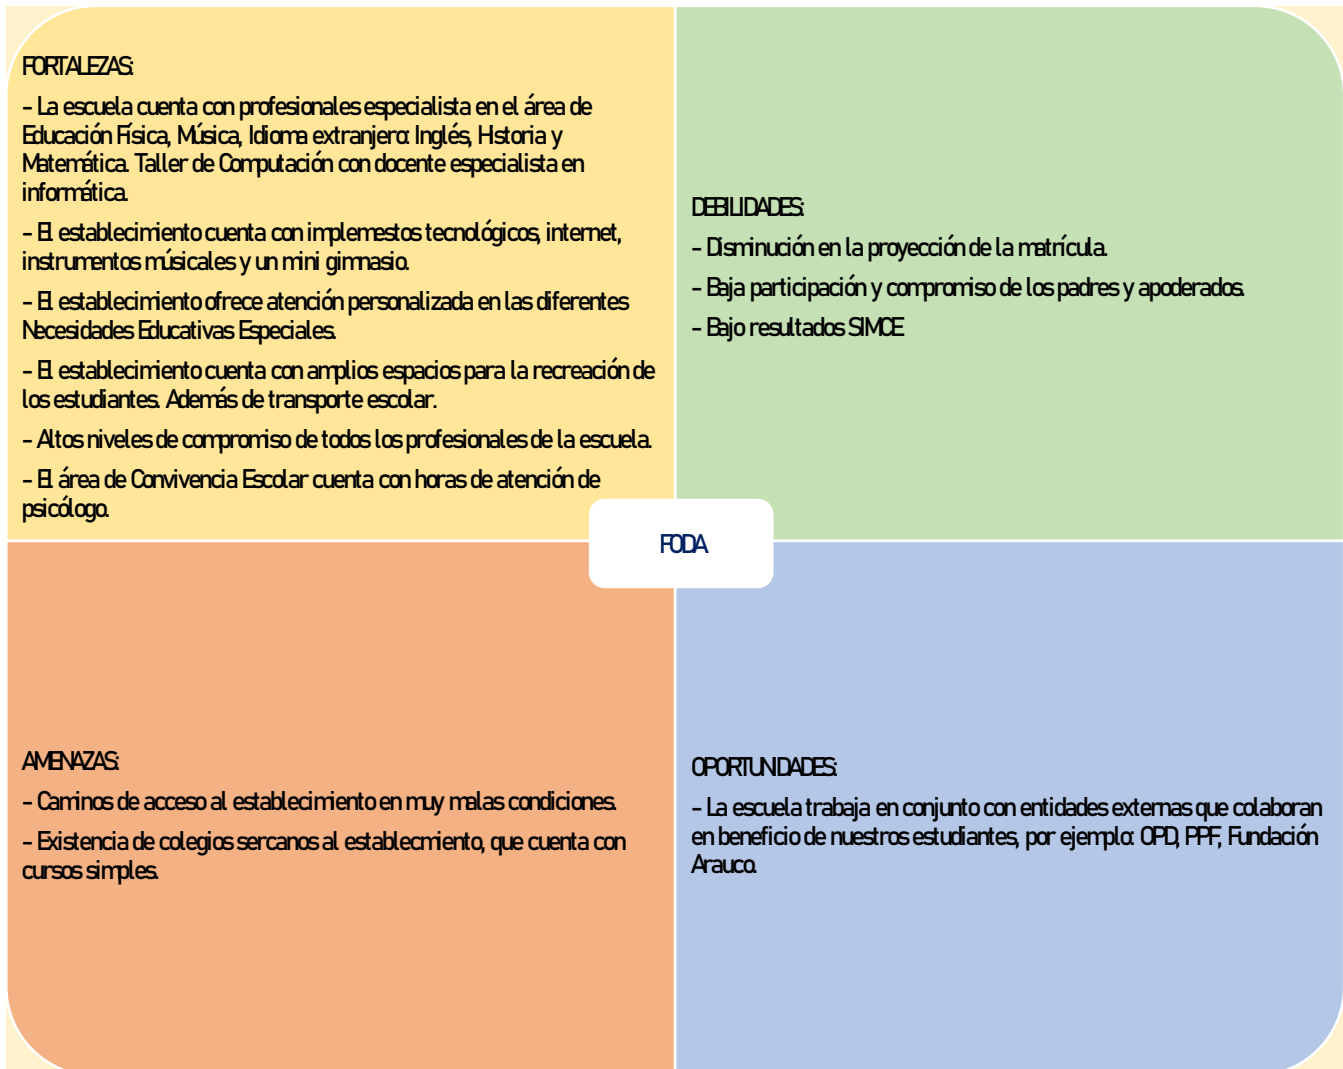 FORTALEZAS:
- La escuela cuenta con profesionales especialista en el área de
Educación Física, Música, Idioma extranjero: Inglés, Historia y
Matemática. Taller de Computación con docente especialista en
informática.
- El establecimiento cuenta con implemestos tecnológicos, internet,
instrumentos músicales y un mini gimnasio.
- El establecimiento ofrece atención personalizada en las diferentes
Necesidades Educativas Especiales.
- El establecimiento cuenta con amplios espacios para la recreación de
los estudiantes. Además de transporte escolar.
- Altos niveles de compromiso de todos los profesionales de la escuela.
- El área de Convivencia Escolar cuenta con horas de atención de
psicólogo.
DEBILIDADES:
- Disminución en la proyección de la matrícula.
- Baja participación y compromiso de los padres y apoderados.
- Bajo resultados SIMCE
FODA
AMENAZAS:
- Caminos de acceso al establecimiento en muy malas condiciones.
- Existencia de colegios sercanos al establecmiento, que cuenta con
cursos simples.
OPORTUNIDADES:
- La escuela trabaja en conjunto con entidades externas que colaboran
en beneficio de nuestros estudiantes, por ejemplo: OPD, PPF, Fundación
Arauco.